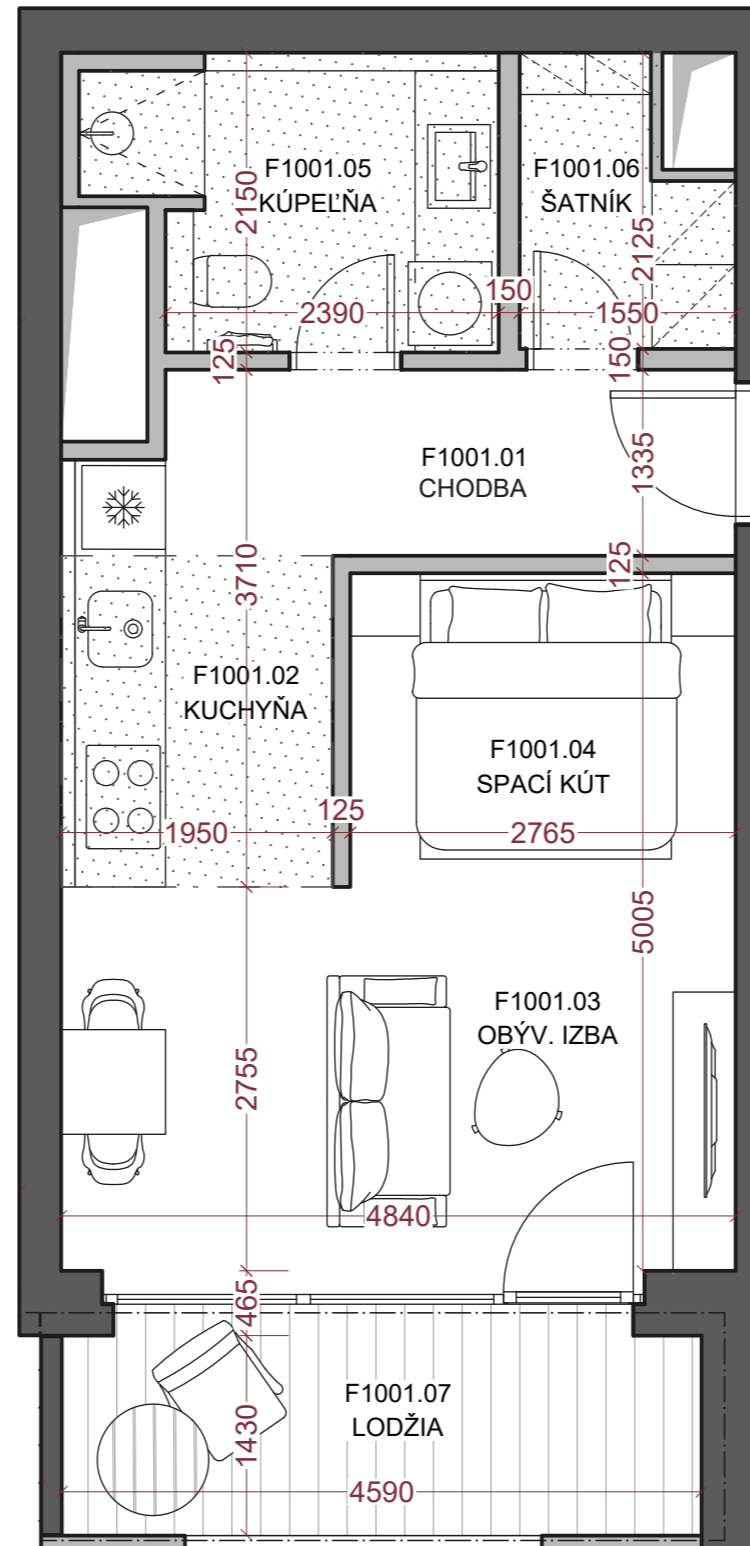 F1001.05
KÚPEĽŇA
2150
2390
125
150
F1001.06
ŠATNÍK
2125
1550
150
F1001.01
CHODBA
1335
3710
125
F1001.02
KUCHYŇA
1950
125
F1001.04
SPACÍ KÚT
2765
5005
F1001.03
OBÝV. IZBA
2755
4840
465
F1001.07
LODŽIA
1430
4590